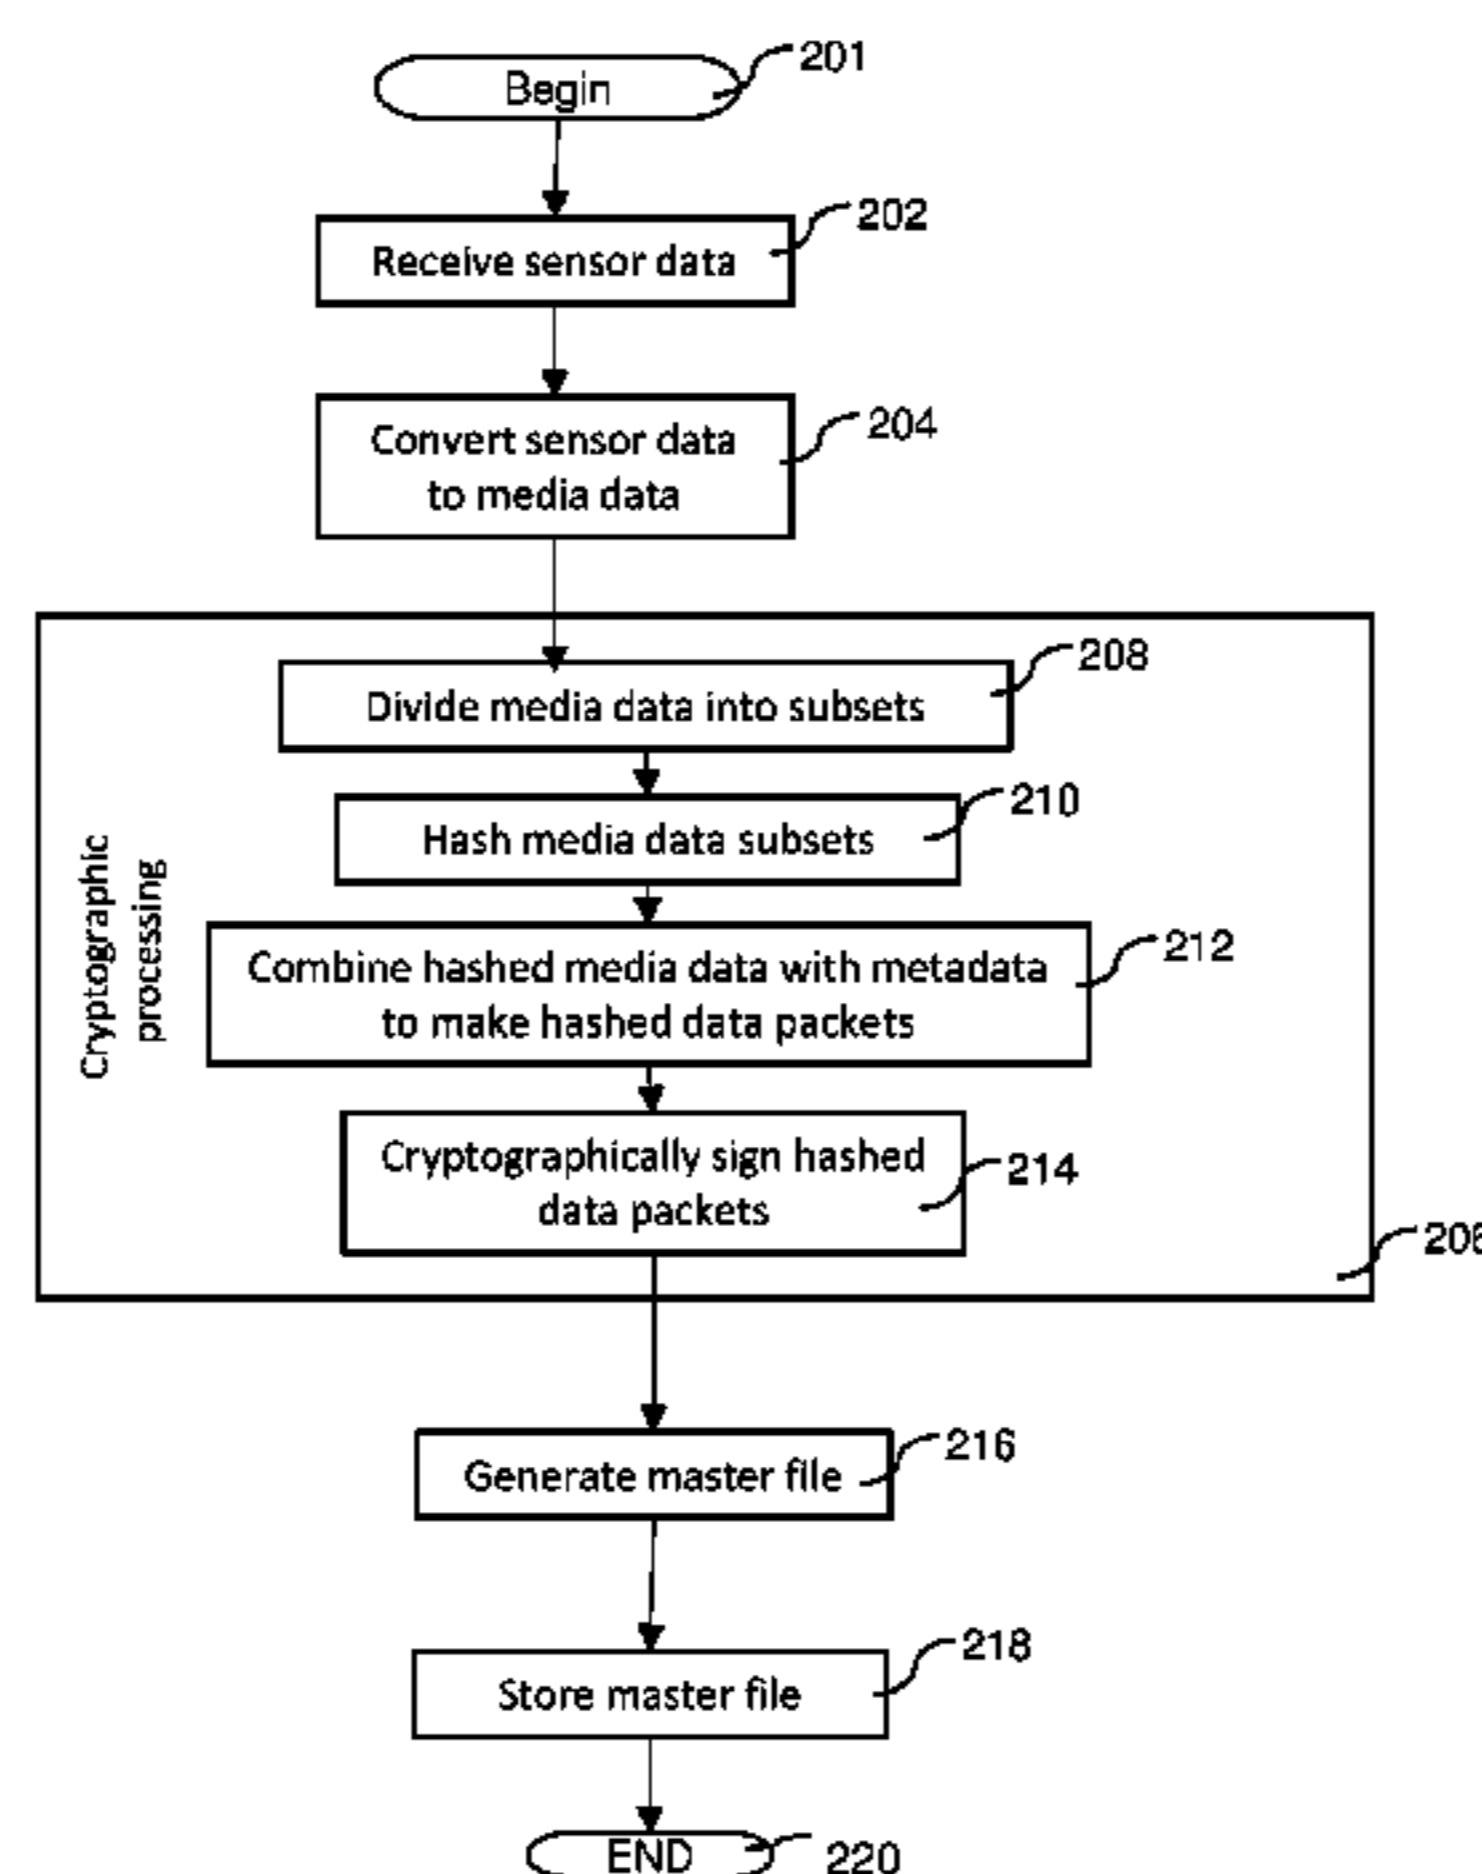 Begin
201
Receive sensor data
202
Convert sensor data
to media data
204
Cryptographic
processing
Divide media data into subsets
208
Hash media data subsets
210
Combine hashed media data with metadata
to make hashed data packets
212
Cryptographically sign hashed
data packets
214
206
Generate master file
216
Store master file
218
END
220